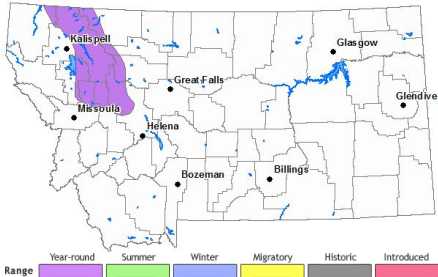 Kalispell
Glasgow
Great Falls
Glendive
Missoula
Helena
Bozeman
Billings
Year-round Summer Winter Migratory Historic Introduced
Range